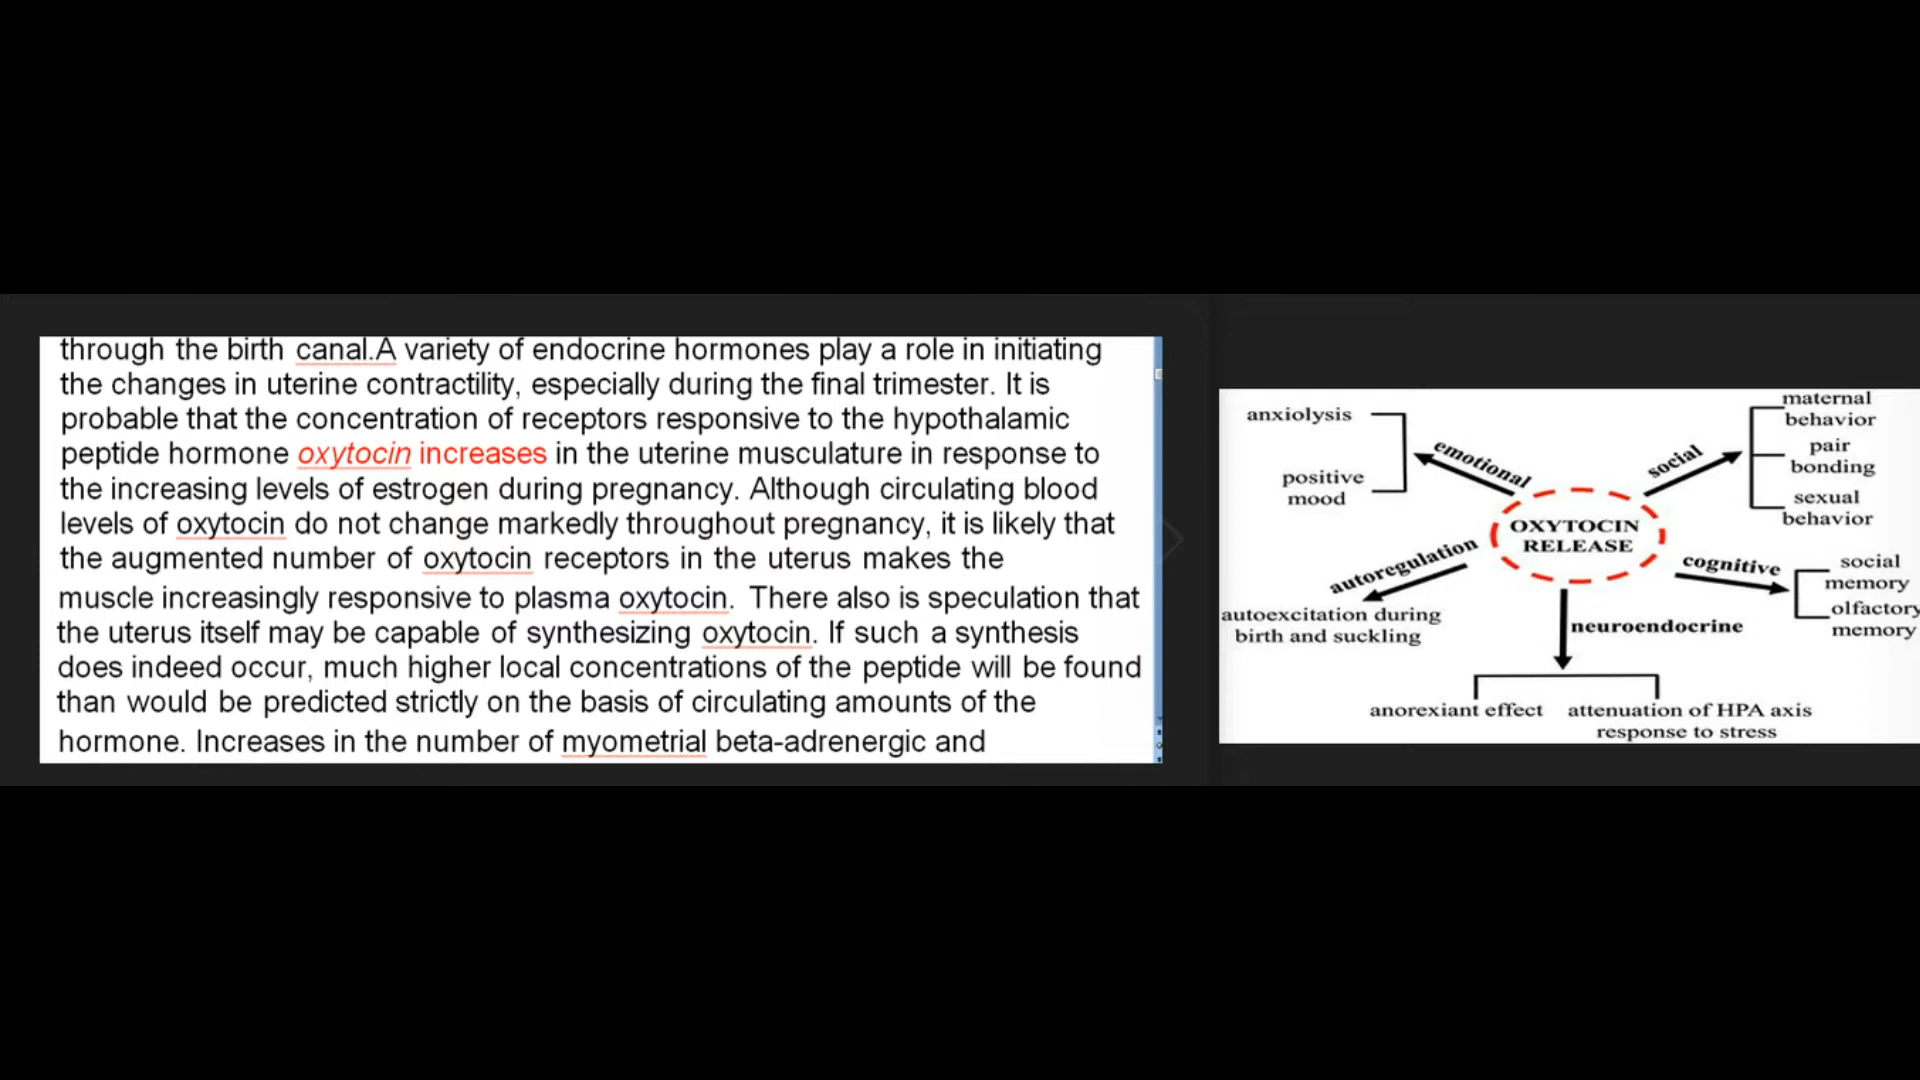 through the birth canal.A variety of endocrine hormones play a role in initiating
the changes in uterine contractility, especially during the final trimester. It is
probable that the concentration of receptors responsive to the hypothalamic
peptide hormone oxytocin increases in the uterine musculature in response to
the increasing levels of estrogen during pregnancy. Although circulating blood
levels of oxytocin do not change markedly throughout pregnancy, it is likely that
the augmented number of oxytocin receptors in the uterus makes the
muscle increasingly responsive to plasma oxytocin. There also is speculation that
the uterus itself may be capable of synthesizing oxytocin. If such a synthesis
does indeed occur, much higher local concentrations of the peptide will be found
than would be predicted strictly on the basis of circulating amounts of the
hormone. Increases in the number of myometrial beta-adrenergic and
anxiolysis
positive
mood
emotional
social
maternal
behavior
pair
bonding
sexual
behavior
OXYTOCIN
RELEASE
autoregulation
autoexcitation during
birth and suckling
cognitive
social
memory
olfactory
memory
neuroendocrine
anorexiant effect
attenuation of HPA axis
response to stress